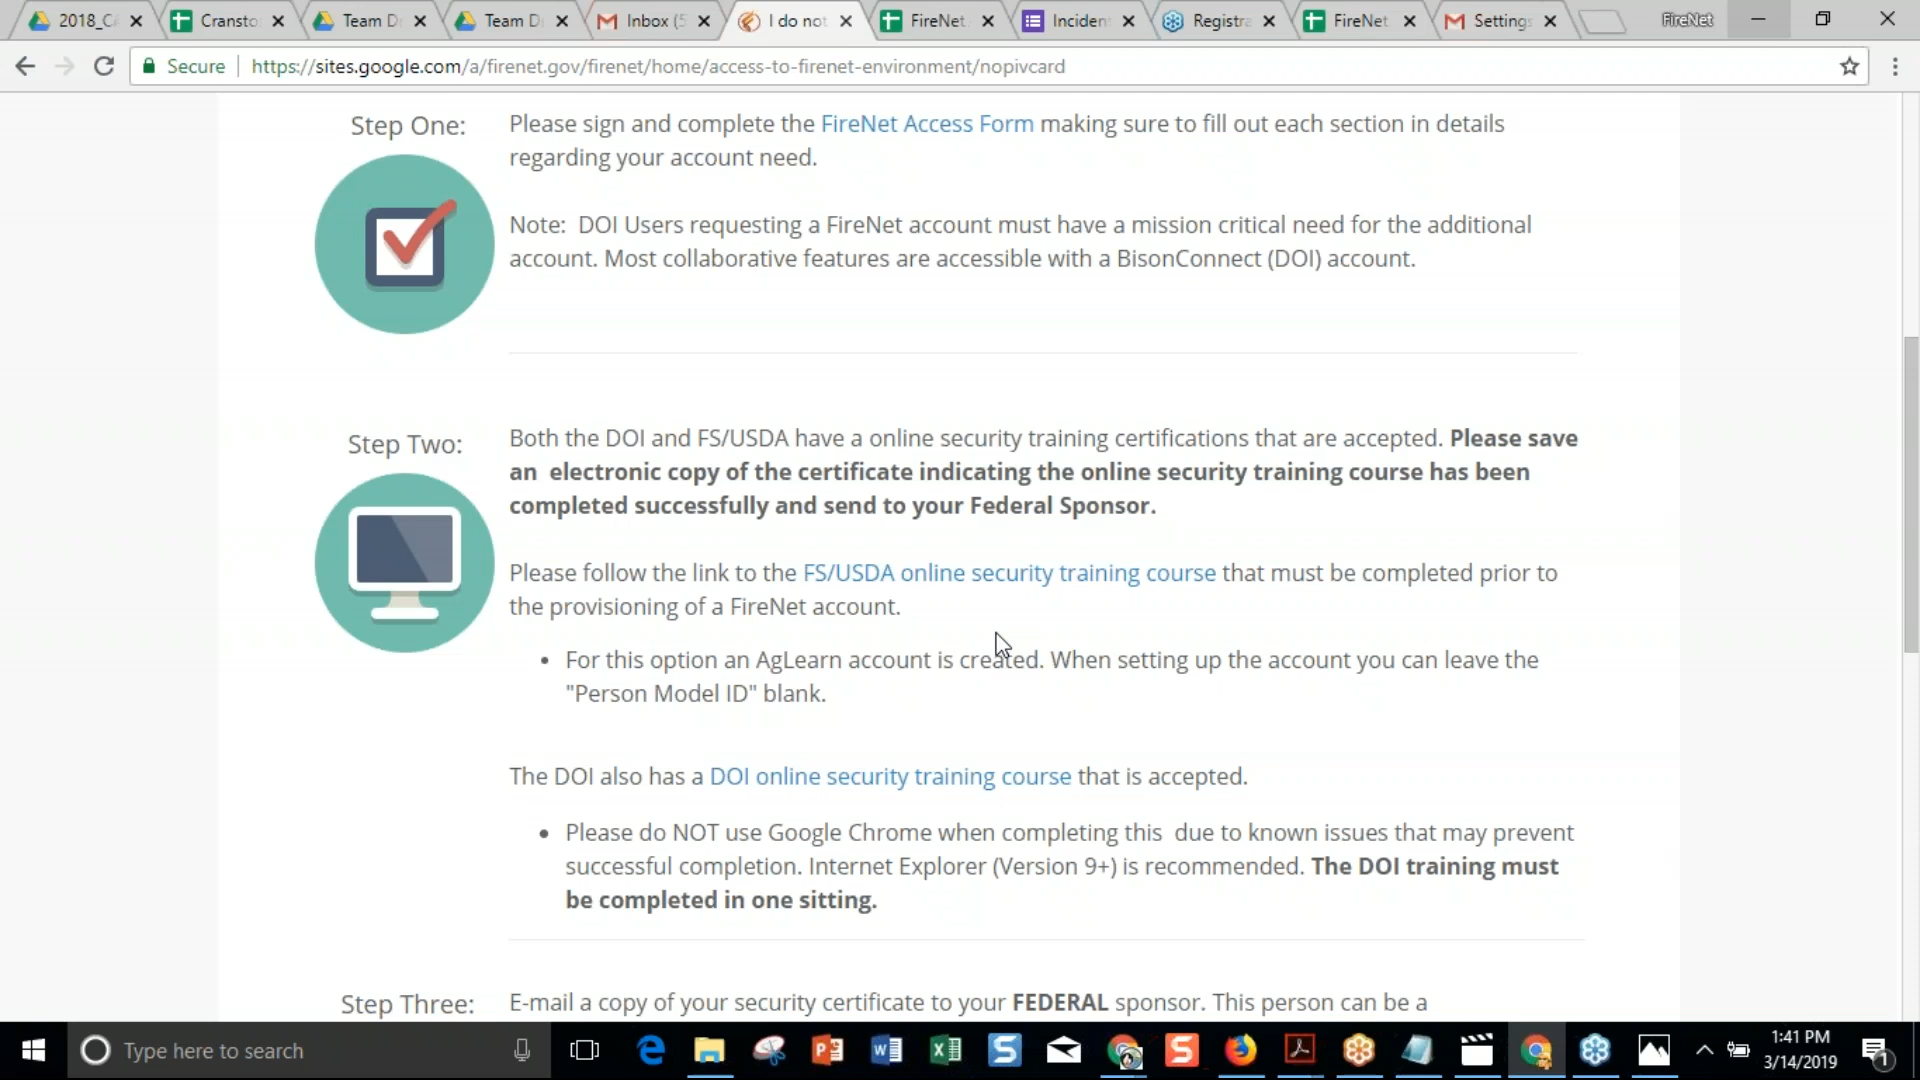 2018_C
Cransto
Team D
Team D
Inbox (5
I do not
FireNet
Inciden
Registra
FireNet
Settings
FireNet
Secure
https://sites.google.com/a/firenet.gov/firenet/home/access-to-firenet-environment/nopivcard
Step One:
Please sign and complete the FireNet Access Form making sure to fill out each section in details
regarding your account need.
Note:  DOI Users requesting a FireNet account must have a mission critical need for the additional
account. Most collaborative features are accessible with a BisonConnect (DOI) account.
Step Two:
Both the DOI and FS/USDA have a online security training certifications that are accepted. Please save
an  electronic copy of the certificate indicating the online security training course has been
completed successfully and send to your Federal Sponsor.
Please follow the link to the FS/USDA online security training course that must be completed prior to
the provisioning of a FireNet account.
• For this option an AgLearn account is created. When setting up the account you can leave the
"Person Model ID" blank.
The DOI also has a DOI online security training course that is accepted.
• Please do NOT use Google Chrome when completing this  due to known issues that may prevent
successful completion. Internet Explorer (Version 9+) is recommended. The DOI training must
be completed in one sitting.
Step Three:
E-mail a copy of your security certificate to your FEDERAL sponsor. This person can be a
Type here to search
1:41 PM
3/14/2019
1